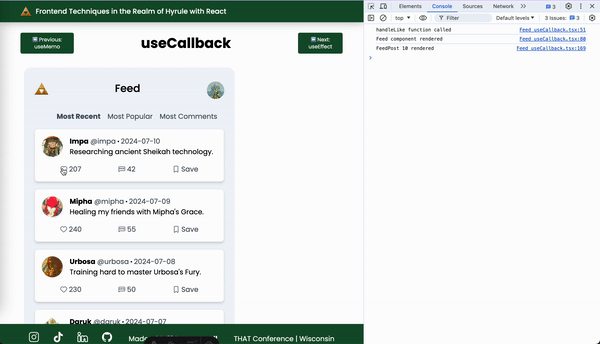 Frontend Techniques in the Realm of Hyrule with React
Previous: useMemo
useCallback
Next: useEffect
Feed
Most Recent Most Popular Most Comments
Impa @impa • 2024-07-10
Researching ancient Sheikah technology.
207 42 Save
Mipha @mipha • 2024-07-09
Healing my friends with Mipha's Grace.
240 55 Save
Urbosa @urbosa • 2024-07-08
Training hard to master Urbosa's Fury.
230 50 Save
Daruk @daruk • 2024-07-07
Made
THAT Conference | Wisconsin
Elements Console Sources Network » 3
top Filter Default levels 3 Issues: 3
handleLike function called Feed useCallback.tsx:51
Feed component rendered Feed useCallback.tsx:80
FeedPost 10 rendered Feed useCallback.tsx:169